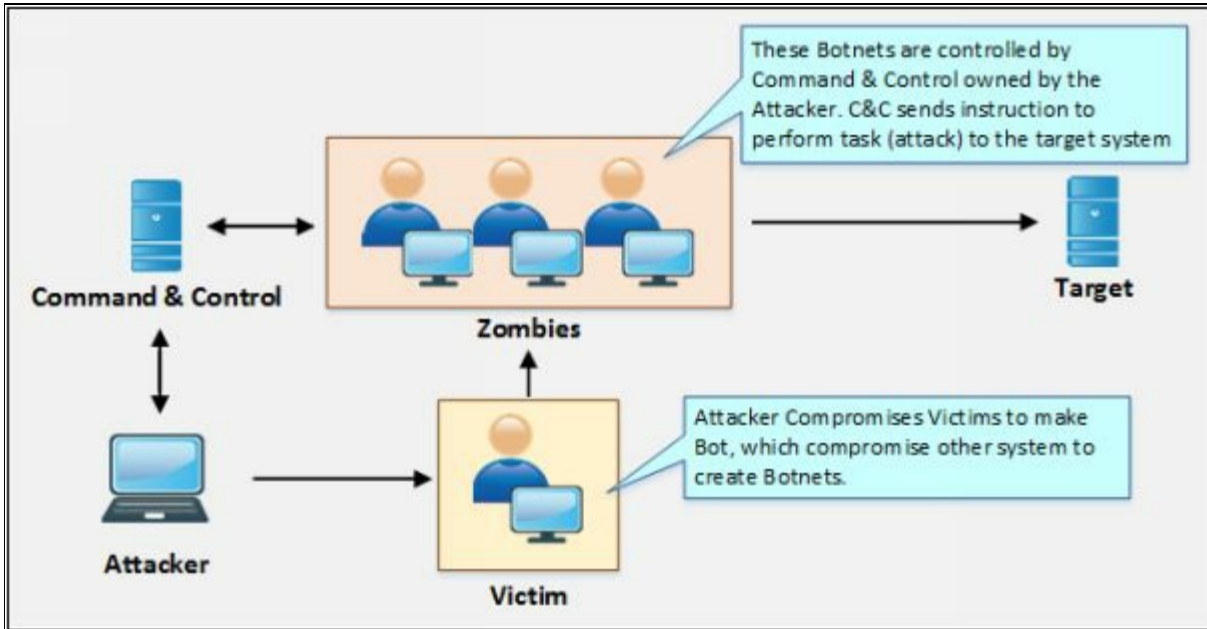 These Botnets are controlled by
Command & Control owned by the
Attacker. C&C sends instruction to
perform task (attack) to the target system
Command & Control
Zombies
Target
Attacker Compromises Victims to make
Bot, which compromise other system to
create Botnets.
Attacker
Victim